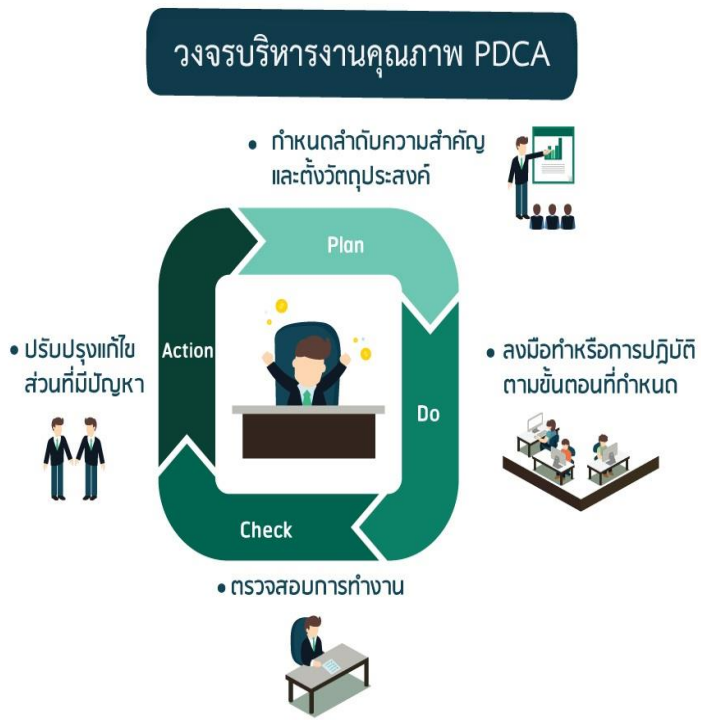 วงจรบริหารงานคุณภาพ PDCA
• กำหนดลำดับความสำคัญ
และตั้งวัตถุประสงค์
Plan
• ปรับปรุงแก้ไข
ส่วนที่มีปัญหา
Action
• ลงมือทำหรือการปฎิบัติ
ตามขั้นตอนที่กำหนด
Do
Check
• ตรวจสอบการทำงาน